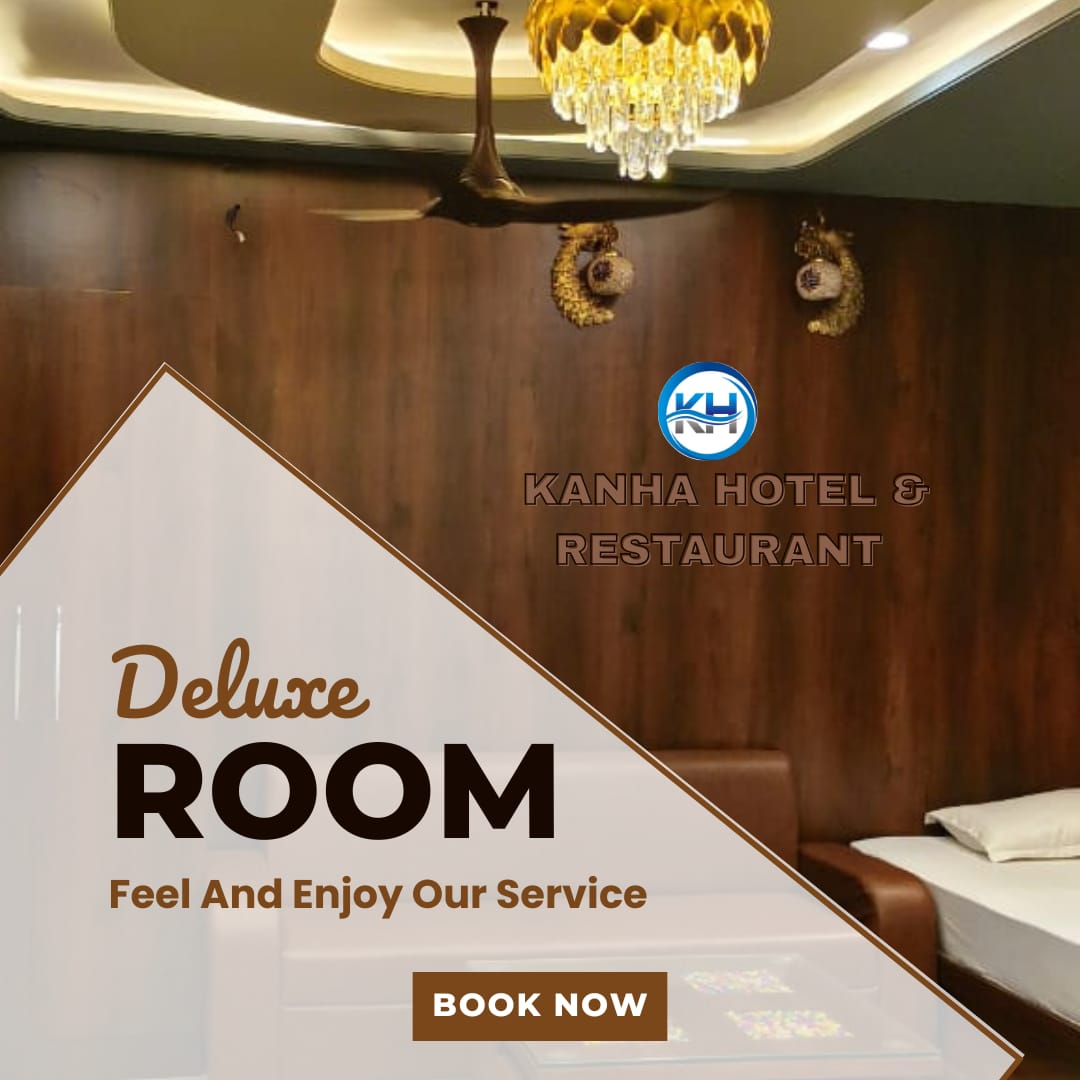 KH
KANHA HOTEL &
RESTAURANT
Deluxe
ROOM
Feel And Enjoy Our Service
BOOK NOW